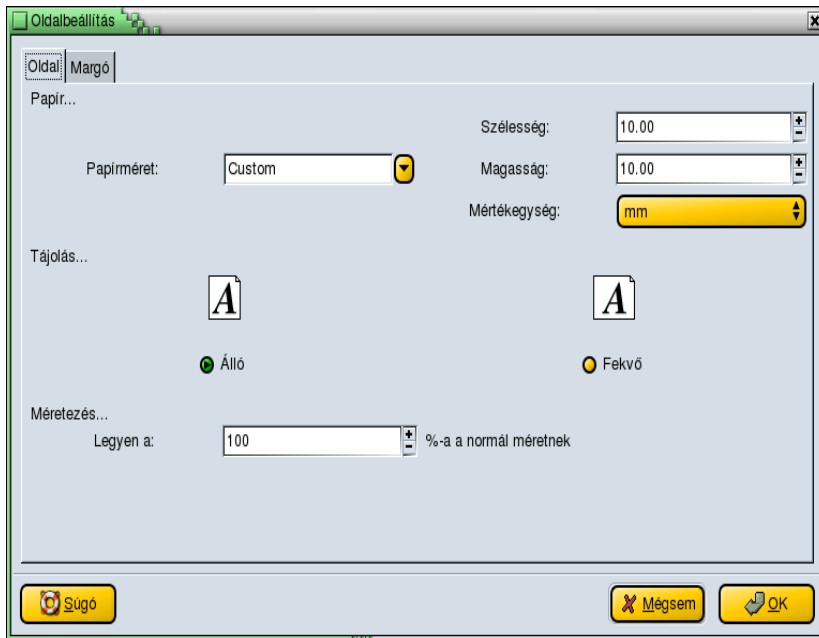 Oldalbeállítás
Oldal Margó
Papír...
Szélesség: 10.00
Papírméret: Custom Magasság: 10.00
Mértékegység: mm
Tájolás...
A A
Álló Fekvő
Méretezés...
Legyen a: 100 %-a a normál méretnek
Súgó Mégsem OK